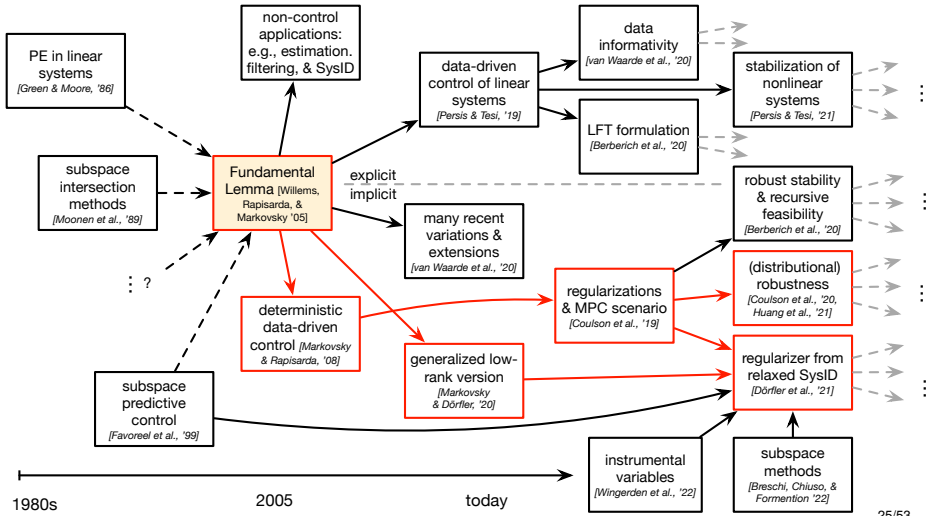 non-control
applications:
e.g., estimation.
filtering, & SysID
PE in linear
systems
[Green & Moore, '86]
data-driven
control of linear
systems
[Persis & Tesi, '19]
data
informativity
[van Waarde et al., '20]
stabilization of
nonlinear
systems
[Persis & Tesi, '21]
LFT formulation
[Berberich et al., '20]
subspace
intersection
methods
[Moonen et al., '89]
Fundamental
Lemma [Willems,
Rapisarda, &
Markovsky '05]
explicit
implicit
many recent
variations &
extensions
[van Waarde et al., '20]
robust stability
& recursive
feasibility
[Berberich et al., '20]
⋮ ?
deterministic
data-driven
control [Markovsky
& Rapisarda, '08]
regularizations
& MPC scenario
[Coulson et al., '19]
(distributional)
robustness
[Coulson et al., '20,
Huang et al., '21]
generalized low-
rank version
[Markovsky
& Dörfler, '20]
regularizer from
relaxed SysID
[Dörfler et al., '21]
subspace
predictive
control
[Favoreel et al., '99]
instrumental
variables
[Wingerden et al., '22]
subspace
methods
[Breschi, Chiuso, &
Formention '22]
1980s
2005
today
25/53